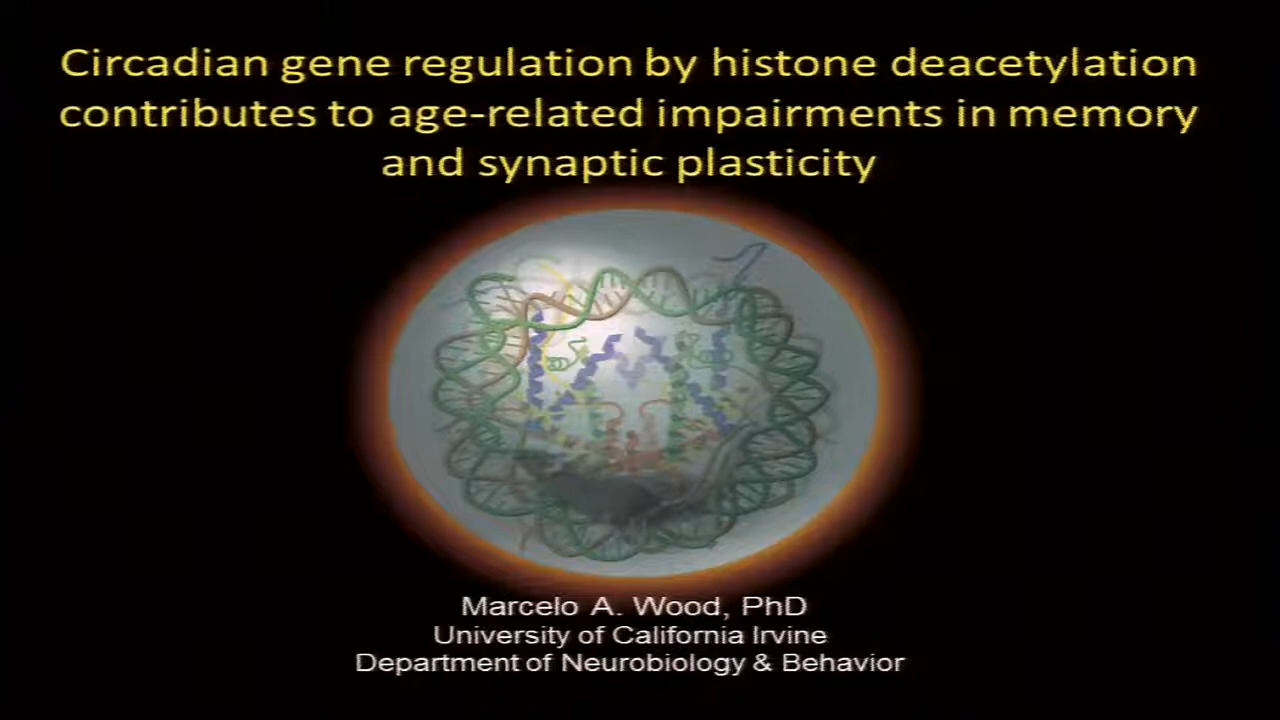 Circadian gene regulation by histone deacetylation
contributes to age-related impairments in memory
and synaptic plasticity
Marcelo A. Wood, PhD
University of California Irvine
Department of Neurobiology & Behavior